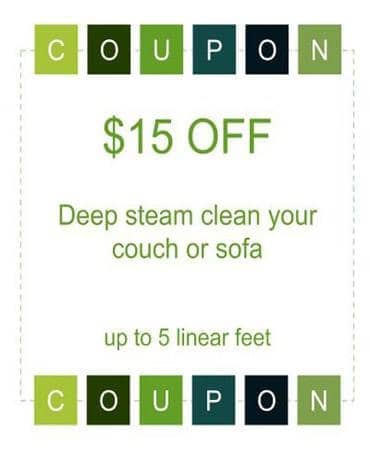 COUPON
$15 OFF
Deep steam clean your
couch or sofa
up to 5 linear feet
COUPON